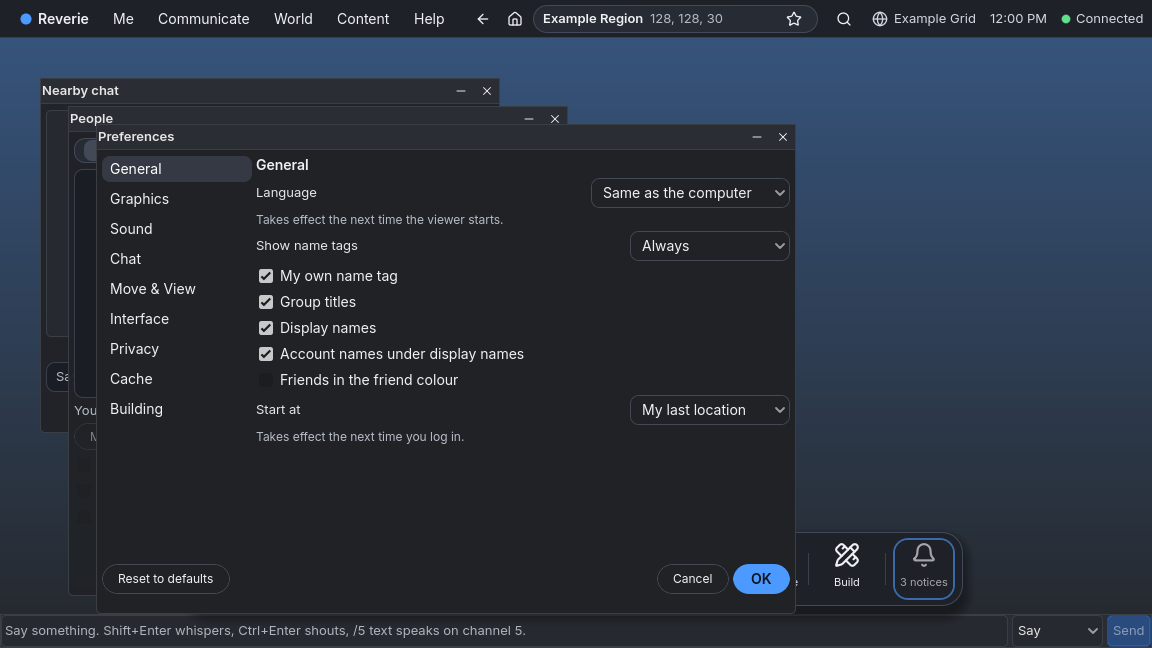 Reverie Me Communicate World Content Help Example Region 128, 128, 30 Example Grid 12:00 PM Connected
Nearby chat
People
Preferences
General
Graphics
Sound
Chat
Move & View
Interface
Privacy
Cache
Building
General
Language Same as the computer
Takes effect the next time the viewer starts.
Show name tags Always
My own name tag
Group titles
Display names
Account names under display names
Friends in the friend colour
Start at My last location
Takes effect the next time you log in.
Reset to defaults Cancel OK
You
Build
3 notices
Say something. Shift+Enter whispers, Ctrl+Enter shouts, /5 text speaks on channel 5. Say Send